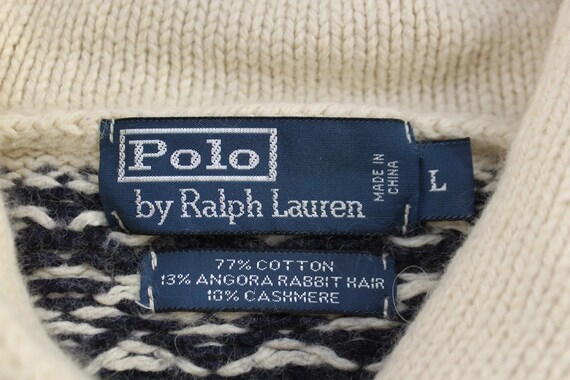 Polo
by Ralph Lauren
MADE IN
CHINA
L
77% COTTON
13% ANGORA RABBIT HAIR
10% CASHMERE